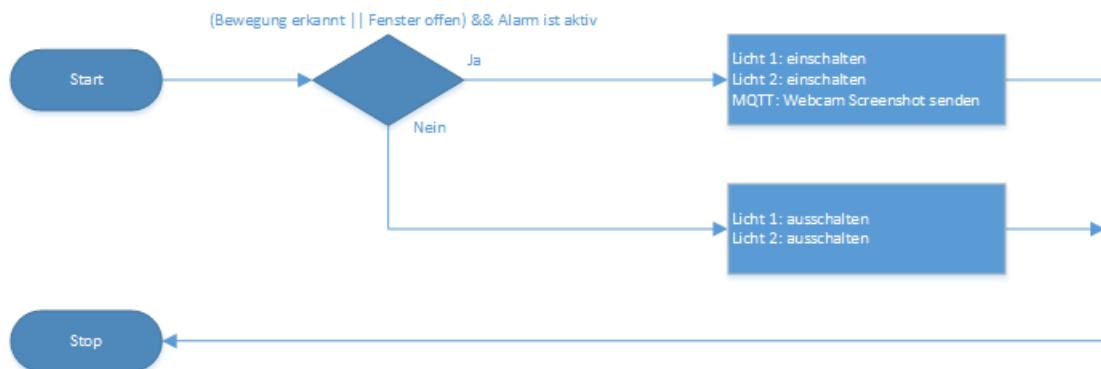 (Bewegung erkannt || Fenster offen) && Alarm ist aktiv
Start
Ja
Licht 1: einschalten
Licht 2: einschalten
MQTT: Webcam Screenshot senden
Nein
Licht 1: ausschalten
Licht 2: ausschalten
Stop